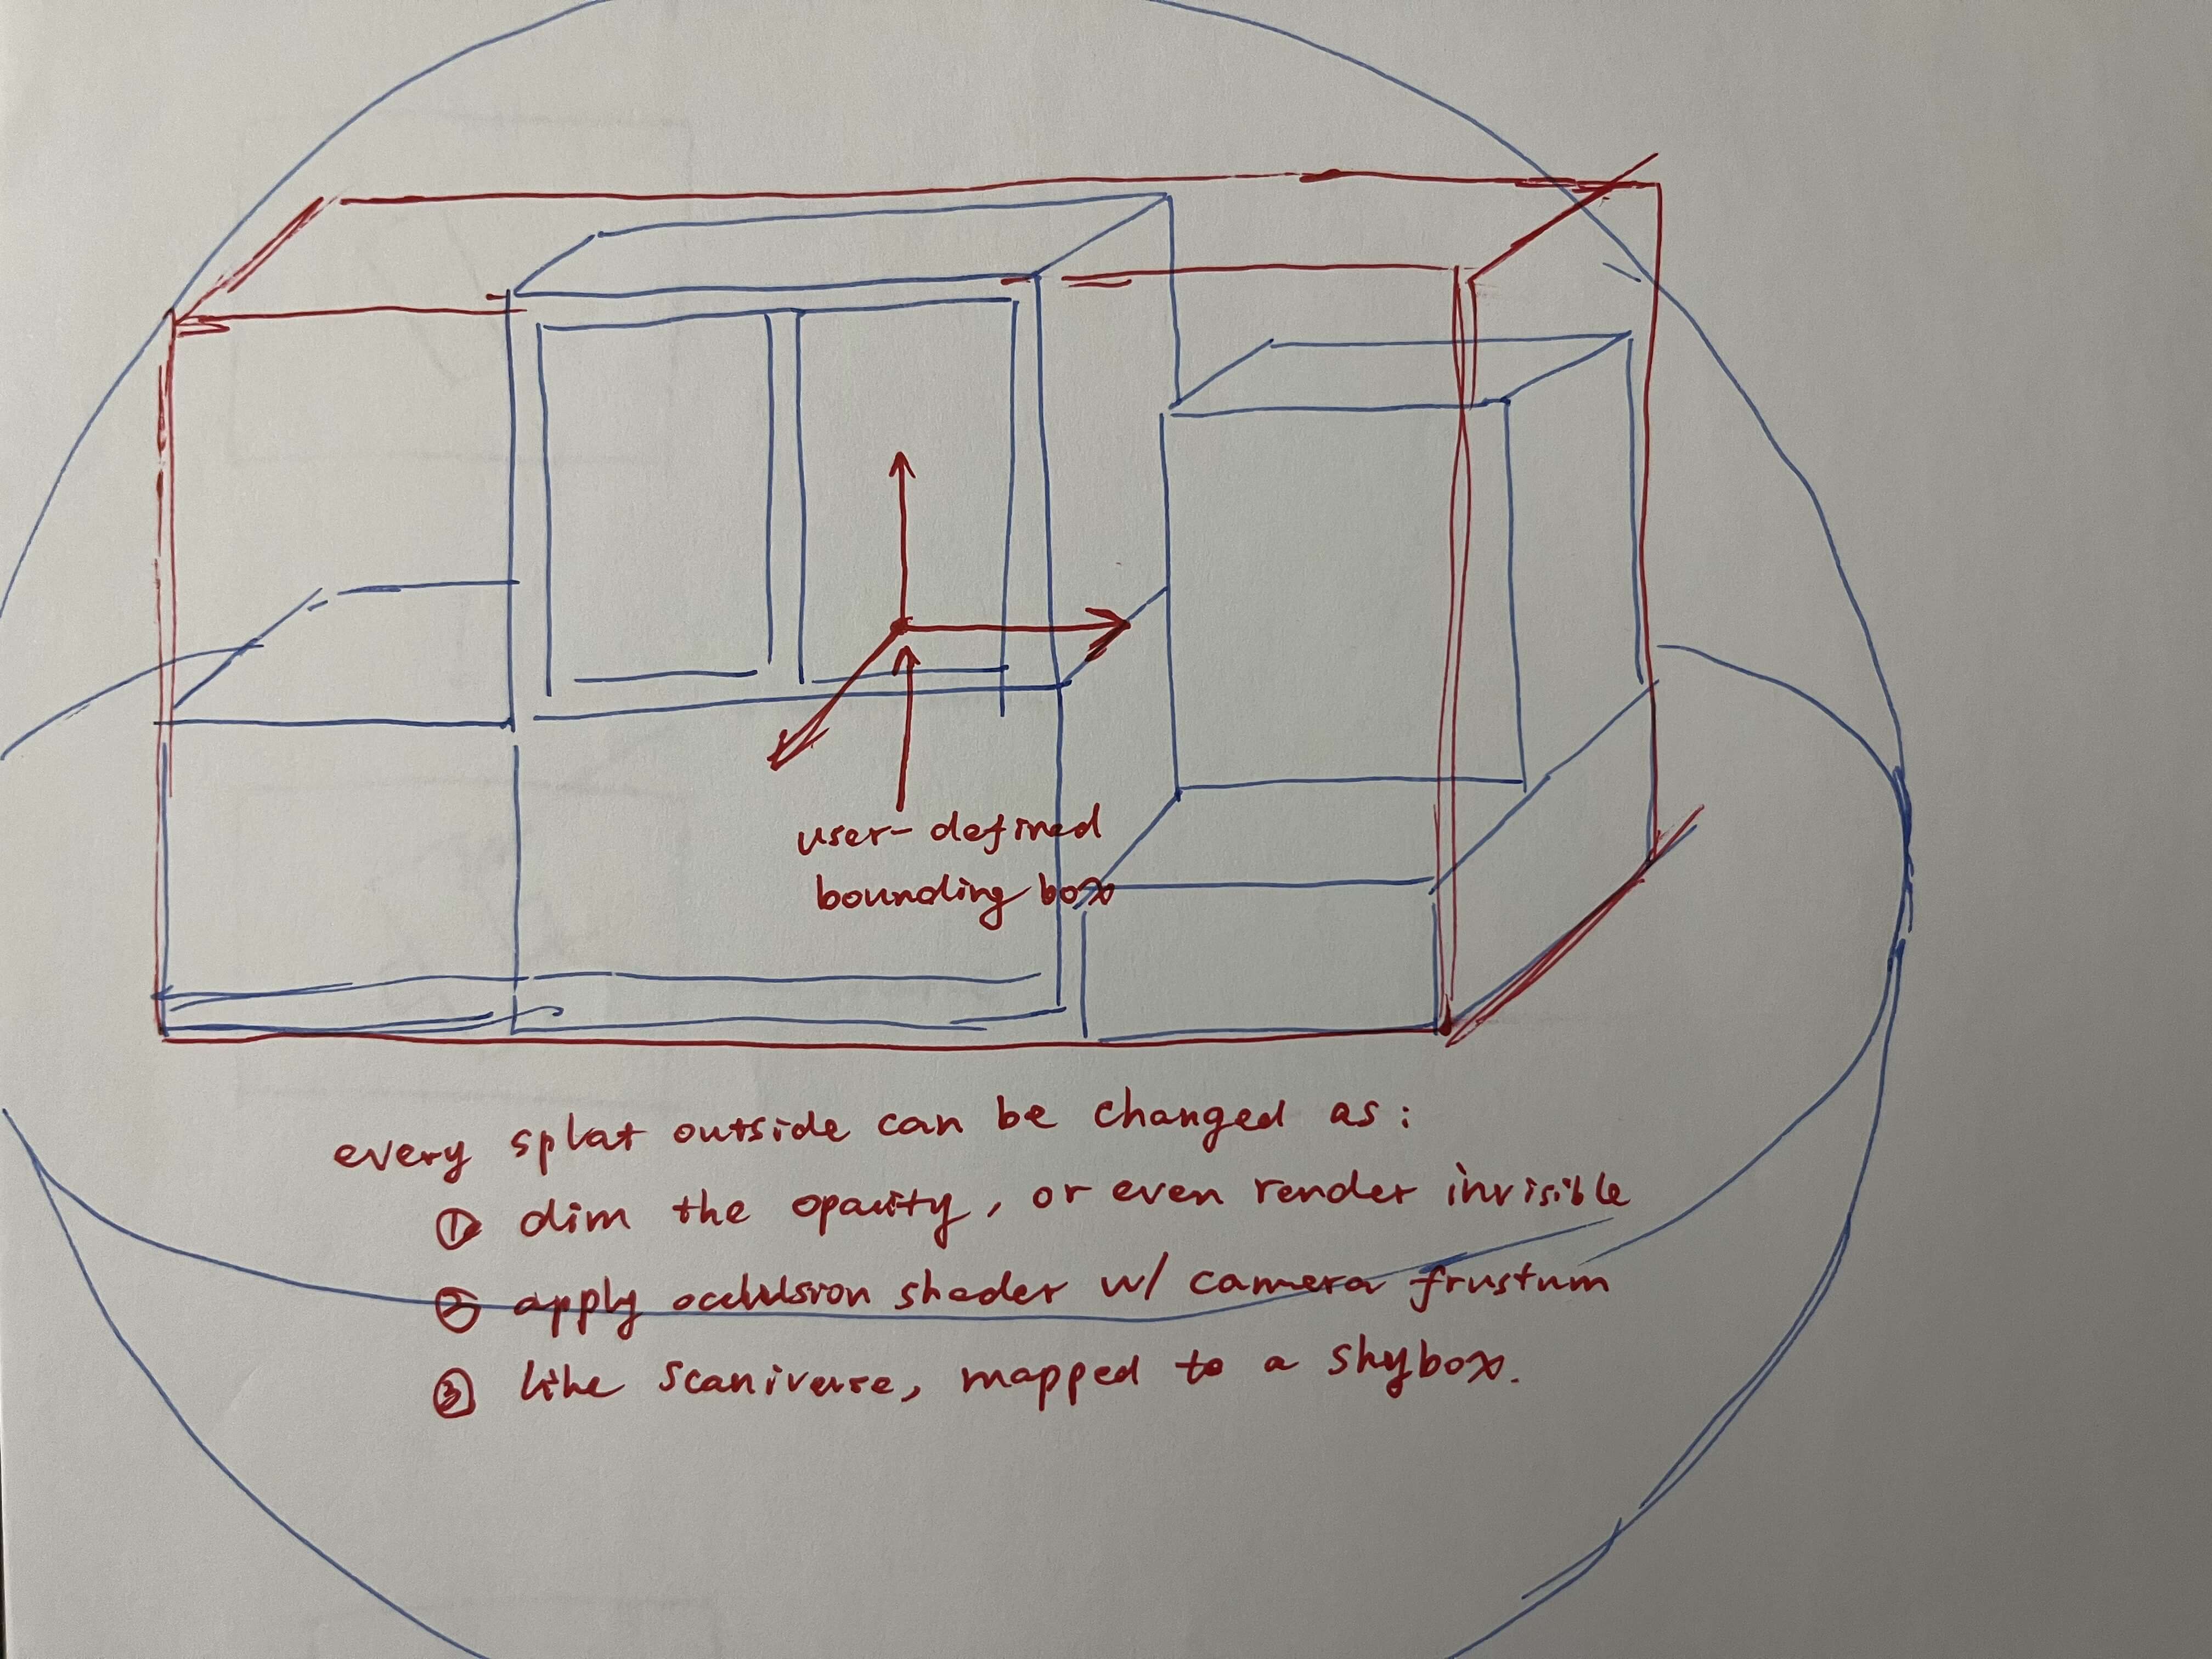 user-defined
bounding box
every splat outside can be changed as:
① dim the opacity, or even render invisible
② apply occlulsion shader w/ camera frustum
③ like scaniverse, mapped to a skybox.